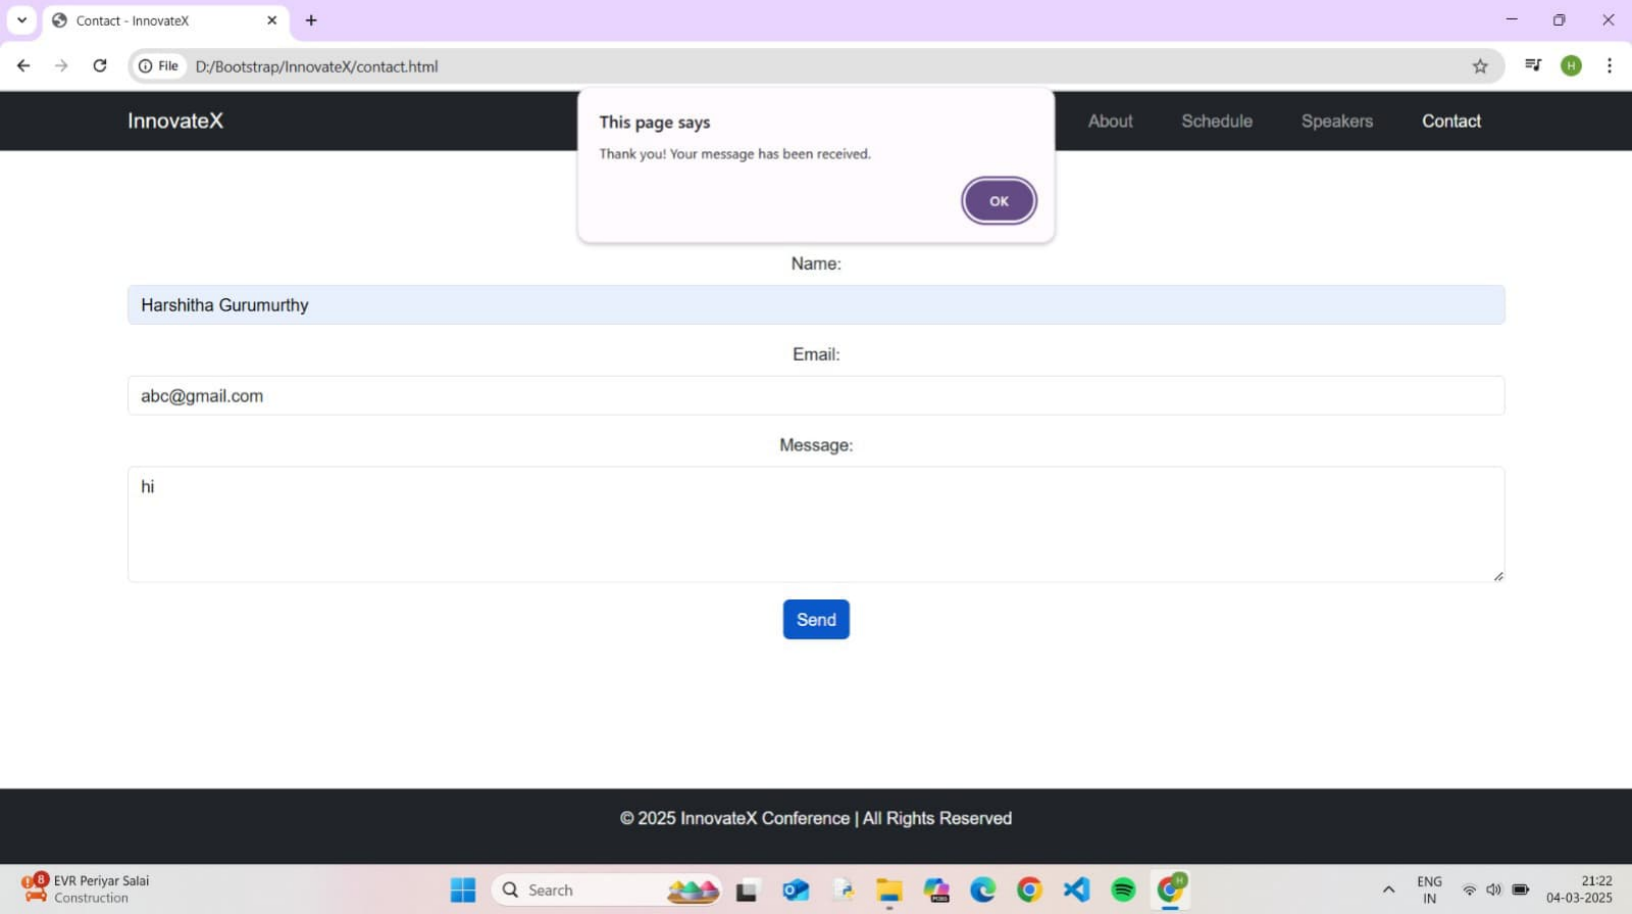 Contact - InnovateX
File
D:/Bootstrap/InnovateX/contact.html
H
InnovateX
About
Schedule
Speakers
Contact
This page says
Thank you! Your message has been received.
OK
Name:
Harshitha Gurumurthy
Email:
abc@gmail.com
Message:
hi
Send
© 2025 InnovateX Conference | All Rights Reserved
8
EVR Periyar Salai
Construction
Search
H
ENG
IN
21:22
04-03-2025